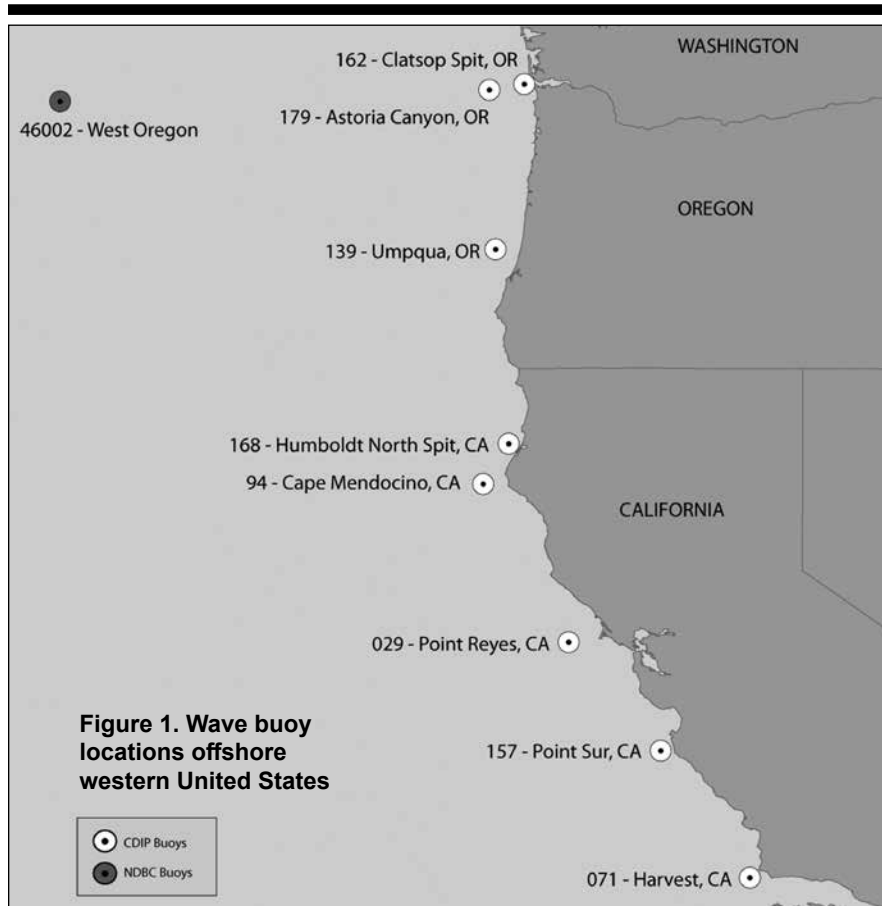 WASHINGTON
162 - Clatsop Spit, OR
179 - Astoria Canyon, OR
46002 - West Oregon
OREGON
139 - Umpqua, OR
168 - Humboldt North Spit, CA
94 - Cape Mendocino, CA
CALIFORNIA
029 - Point Reyes, CA
Figure 1. Wave buoy
locations offshore
western United States
157 - Point Sur, CA
CDIP Buoys
NDBC Buoys
071 - Harvest, CA